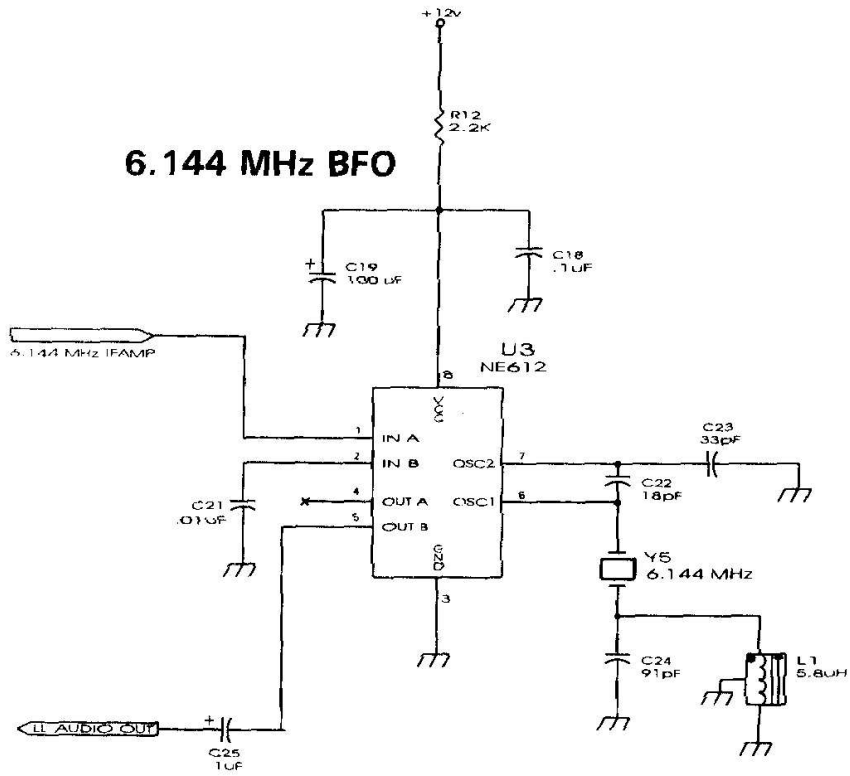 +12v
R12
2.2K
6.144 MHz BFO
C19
100 uF
C18
.1uF
6.144 MHz IFAMP
U3
NE612
8
VCC
1
IN A
2
IN B
4
OUT A
5
OUT B
OSC2
7
OSC1
6
GND
3
C21
.01uF
C23
33pF
C22
18pF
Y5
6.144 MHz
C24
91pF
L1
5.8uH
LL AUDIO OUT
C25
1uF